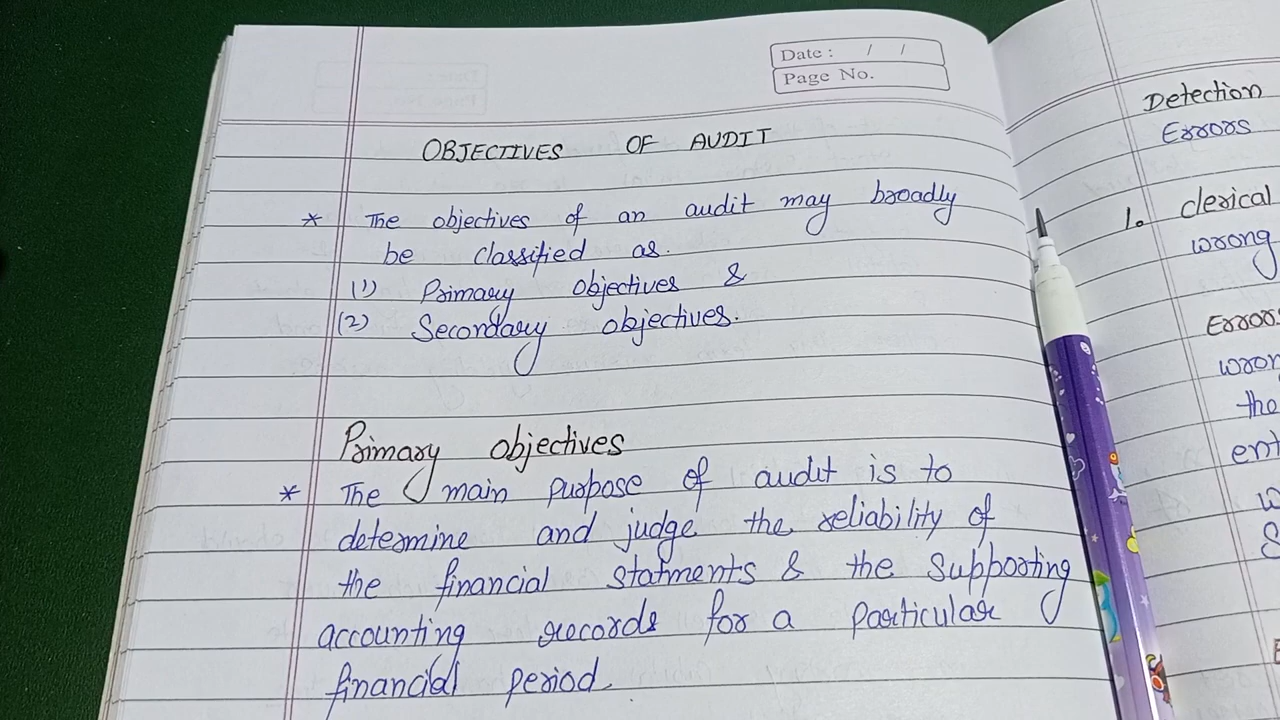 Date : / /
Page No.
OBJECTIVES OF AUDIT
* The objectives of an audit may broadly
be classified as.
(1) Primary objectives &
(2) Secondary objectives.
Primary objectives
* The main purpose of audit is to
determine and judge the reliability of
the financial statments & the supporting
accounting records for a particular
financial period.
Detection
Errors
1. clerical
wrong
Errors
the